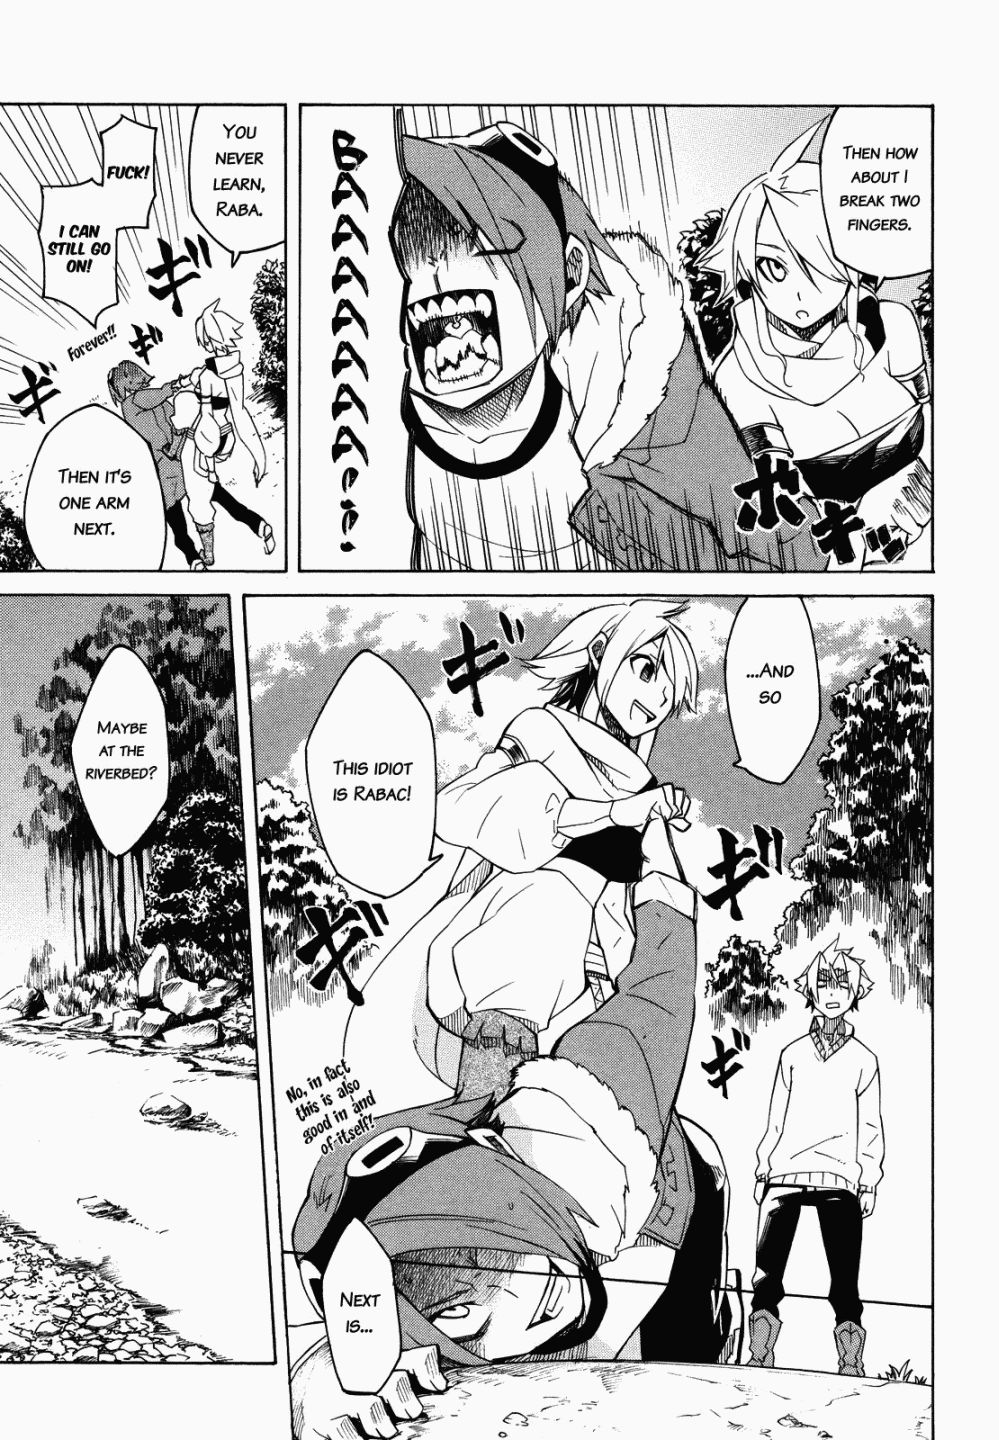 THEN HOW
ABOUT I
BREAK TWO
FINGERS.
ボキッ
YOU
NEVER
LEARN,
RABA.
FUCK!
I CAN
STILL GO
ON!
Forever!!
ギ
ギ
ギ
THEN IT'S
ONE ARM
NEXT.
...AND
SO
THIS IDIOT
IS RABAC!
ギ
ギ
ギ
ギ
No, in fact
this is also
good in and
of itself!
NEXT
IS...
MAYBE
AT THE
RIVERBED?